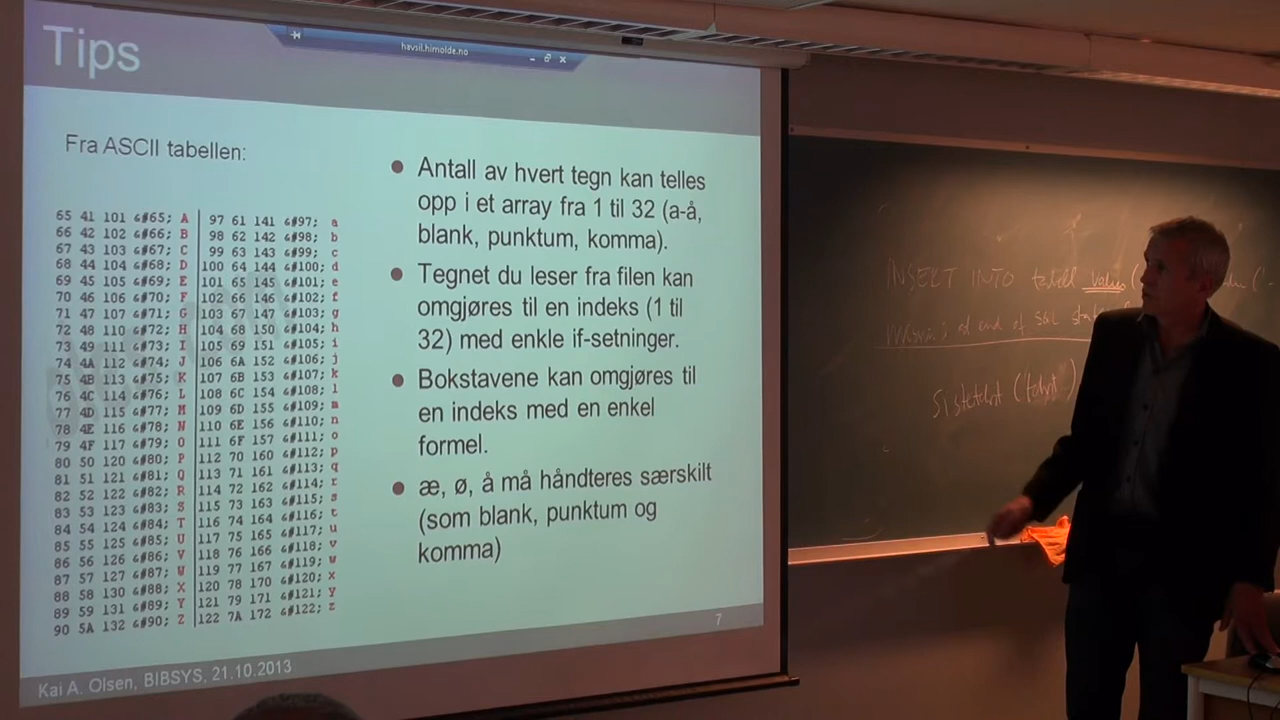 Tips
havsil.himolde.no
Fra ASCII tabellen:
65 41 101 &#65; A 97 61 141 &#97; a
66 42 102 &#66; B 98 62 142 &#98; b
67 43 103 &#67; C 99 63 143 &#99; c
68 44 104 &#68; D 100 64 144 &#100; d
69 45 105 &#69; E 101 65 145 &#101; e
70 46 106 &#70; F 102 66 146 &#102; f
71 47 107 &#71; G 103 67 147 &#103; g
72 48 110 &#72; H 104 68 150 &#104; h
73 49 111 &#73; I 105 69 151 &#105; i
74 4A 112 &#74; J 106 6A 152 &#106; j
75 4B 113 &#75; K 107 6B 153 &#107; k
76 4C 114 &#76; L 108 6C 154 &#108; l
77 4D 115 &#77; M 109 6D 155 &#109; m
78 4E 116 &#78; N 110 6E 156 &#110; n
79 4F 117 &#79; O 111 6F 157 &#111; o
80 50 120 &#80; P 112 70 160 &#112; p
81 51 121 &#81; Q 113 71 161 &#113; q
82 52 122 &#82; R 114 72 162 &#114; r
83 53 123 &#83; S 115 73 163 &#115; s
84 54 124 &#84; T 116 74 164 &#116; t
85 55 125 &#85; U 117 75 165 &#117; u
86 56 126 &#86; V 118 76 166 &#118; v
87 57 127 &#87; W 119 77 167 &#119; w
88 58 130 &#88; X 120 78 170 &#120; x
89 59 131 &#89; Y 121 79 171 &#121; y
90 5A 132 &#90; Z 122 7A 172 &#122; z
● Antall av hvert tegn kan telles
opp i et array fra 1 til 32 (a-å,
blank, punktum, komma).
● Tegnet du leser fra filen kan
omgjøres til en indeks (1 til
32) med enkle if-setninger.
● Bokstavene kan omgjøres til
en indeks med en enkel
formel.
● æ, ø, å må håndteres særskilt
(som blank, punktum og
komma)
7
Kai A. Olsen, BIBSYS, 21.10.2013
INSERT INTO tabell values (
at end of SQL